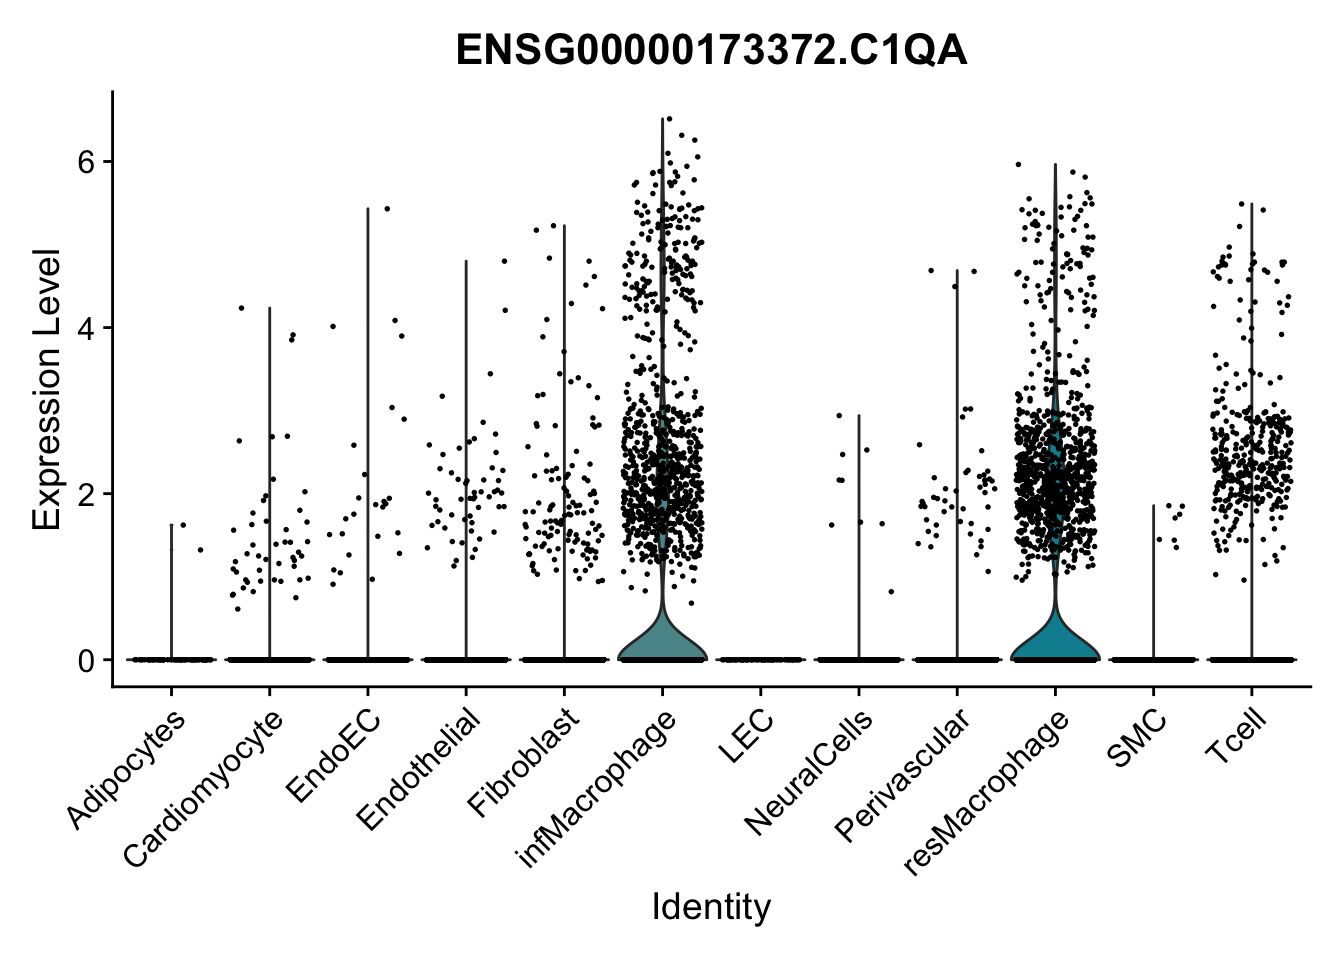 ENSG00000173372.C1QA
Expression Level
6
4
2
0
Adipocytes
Cardiomyocyte
EndoEC
Endothelial
Fibroblast
infMacrophage
LEC
NeuralCells
Perivascular
resMacrophage
SMC
Tcell
Identity